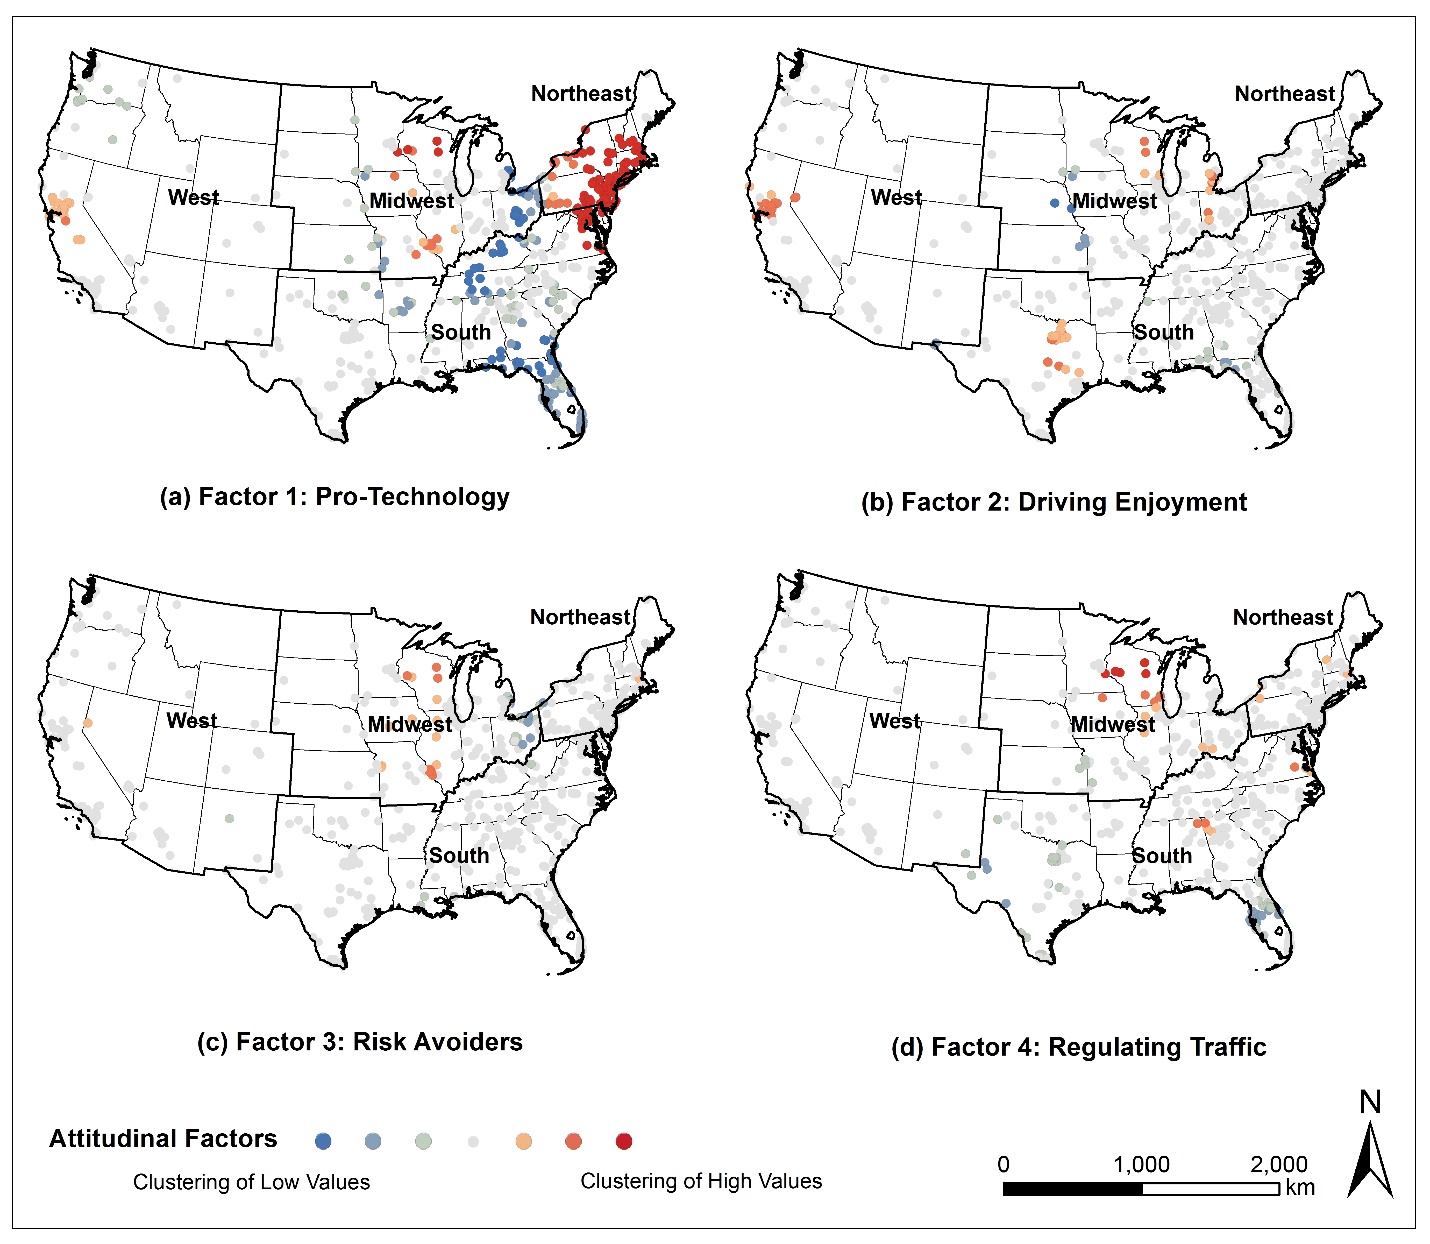 Northeast
West
Midwest
South
(a) Factor 1: Pro-Technology
Northeast
West
Midwest
South
(b) Factor 2: Driving Enjoyment
Northeast
West
Midwest
South
(c) Factor 3: Risk Avoiders
Northeast
West
Midwest
South
(d) Factor 4: Regulating Traffic
Attitudinal Factors
Clustering of Low Values
Clustering of High Values
0 1,000 2,000
km
N